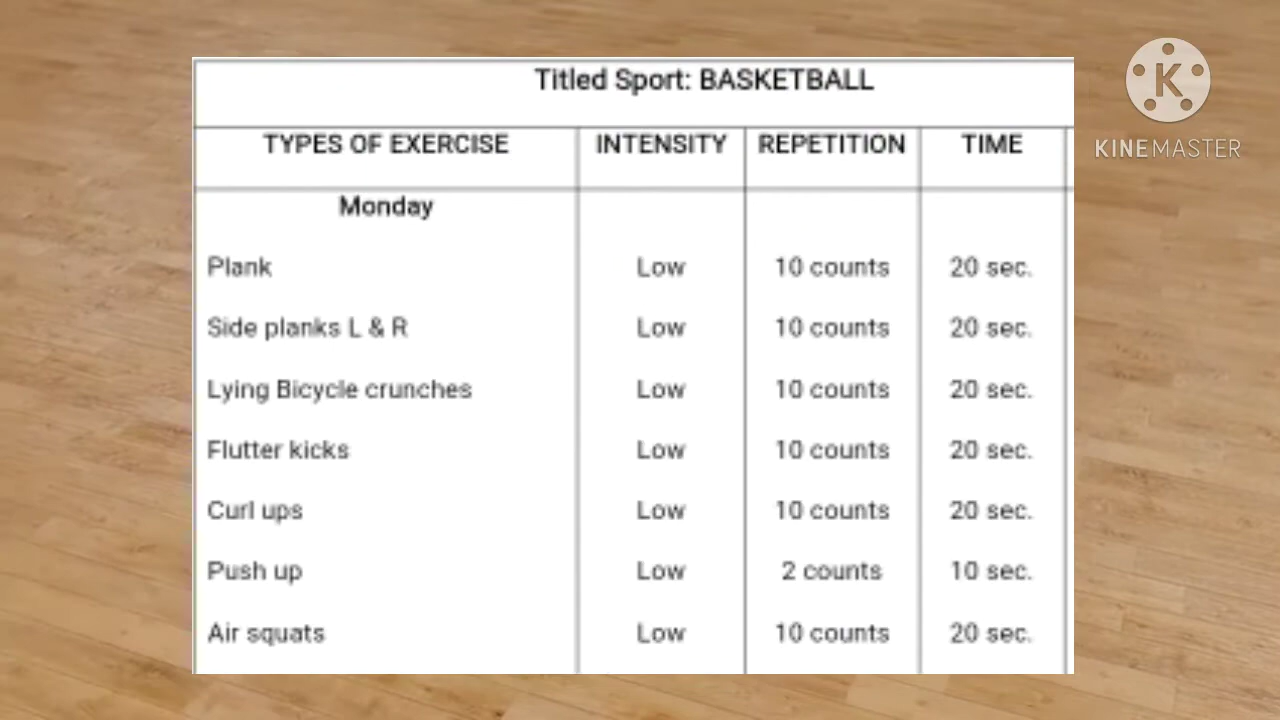 Titled Sport: BASKETBALL
TYPES OF EXERCISE INTENSITY REPETITION TIME
Monday
Plank Low 10 counts 20 sec.
Side planks L & R Low 10 counts 20 sec.
Lying Bicycle crunches Low 10 counts 20 sec.
Flutter kicks Low 10 counts 20 sec.
Curl ups Low 10 counts 20 sec.
Push up Low 2 counts 10 sec.
Air squats Low 10 counts 20 sec.
K
KINEMASTER